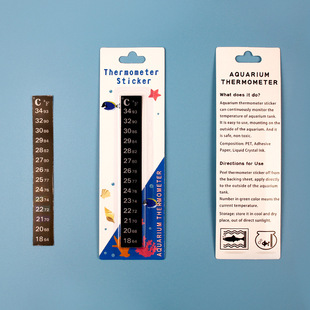 C °F
34 93
32 90
30 86
29 84
28 82
27 80
26 79
25 77
24 75
23 73
22 72
21 70
20 68
18 64
Thermometer
Sticker
C °F
34 93
32 90
30 86
29 84
28 82
27 80
26 79
25 77
24 75
23 73
22 72
21 70
20 68
18 64
AQUARIUM THERMOMETER
AQUARIUM
THERMOMETER
What does it do?
Aquarium thermometer sticker
can continuously monitor the
temperature of aquarium tank.
It is easy to use, mounting on the
outside of aquarium. And it is
safe, non toxic.
Composition: PET, Adhesive
Paper, Liquid Crystal Ink.
Directions for Use
Peel thermometer sticker off from
the backing sheet, apply directly
to the outside of the aquarium
tank.
Number in green color means the
current temperature.
Storage: store it in cool and dry
place, out of direct sunlight.